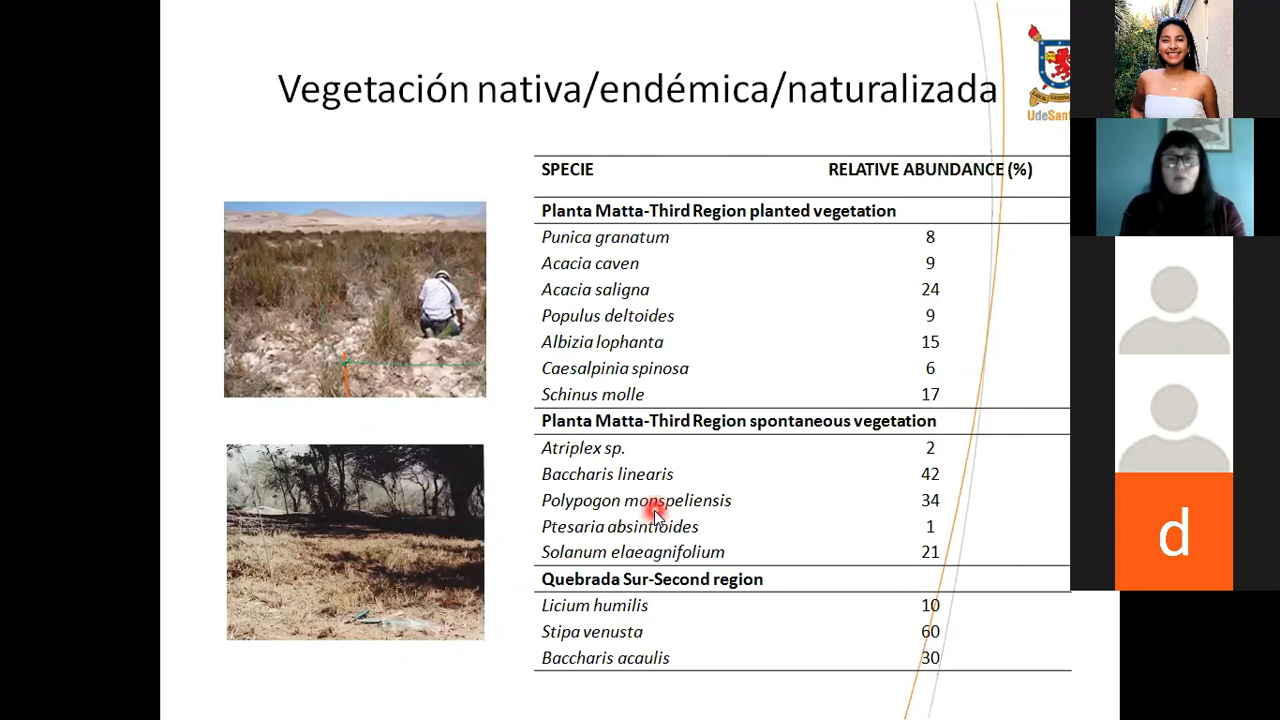 Vegetación nativa/endémica/naturalizada
UdeSant
SPECIE RELATIVE ABUNDANCE (%)
Planta Matta-Third Region planted vegetation
Punica granatum 8
Acacia caven 9
Acacia saligna 24
Populus deltoides 9
Albizia lophanta 15
Caesalpinia spinosa 6
Schinus molle 17
Planta Matta-Third Region spontaneous vegetation
Atriplex sp. 2
Baccharis linearis 42
Polypogon monspeliensis 34
Ptesaria absintioides 1
Solanum elaeagnifolium 21
Quebrada Sur-Second region
Licium humilis 10
Stipa venusta 60
Baccharis acaulis 30
d